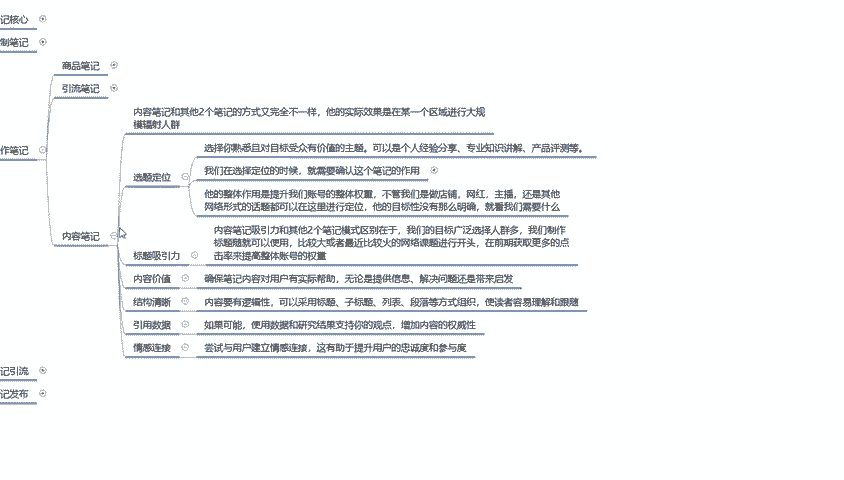 记核心
制笔记
商品笔记
引流笔记
内容笔记和其他2个笔记的方式又完全不一样，他的实际效果是在某一个区域进行大规
模辐射人群
作笔记
选择你熟悉且对目标受众有价值的主题。可以是个人经验分享、专业知识讲解、产品评测等。
选题定位
我们在选择定位的时候，就需要确认这个笔记的作用
他的整体作用是提升我们账号的整体权重，不管我们是做店铺，网红，主播，还是其他
网络形式的话题都可以在这里进行定位，他的目标性没有那么明确，就看我们需要什么
内容笔记
内容笔记吸引力和其他2个笔记模式区别在于，我们的目标广泛选择人群多，我们制作
标题随就可以使用，比较大或者最近比较火的网络课题进行开头，在前期获取更多的点
击率来提高整体账号的权重
标题吸引力
内容价值
确保笔记内容对用户有实际帮助，无论是提供信息、解决问题还是带来启发
结构清晰
内容要有逻辑性，可以采用标题、子标题、列表、段落等方式组织，使读者容易理解和跟随
引用数据
如果可能，使用数据和研究结果支持你的观点，增加内容的权威性
情感连接
尝试与用户建立情感连接，这有助于提升用户的忠诚度和参与度
记引流
记发布